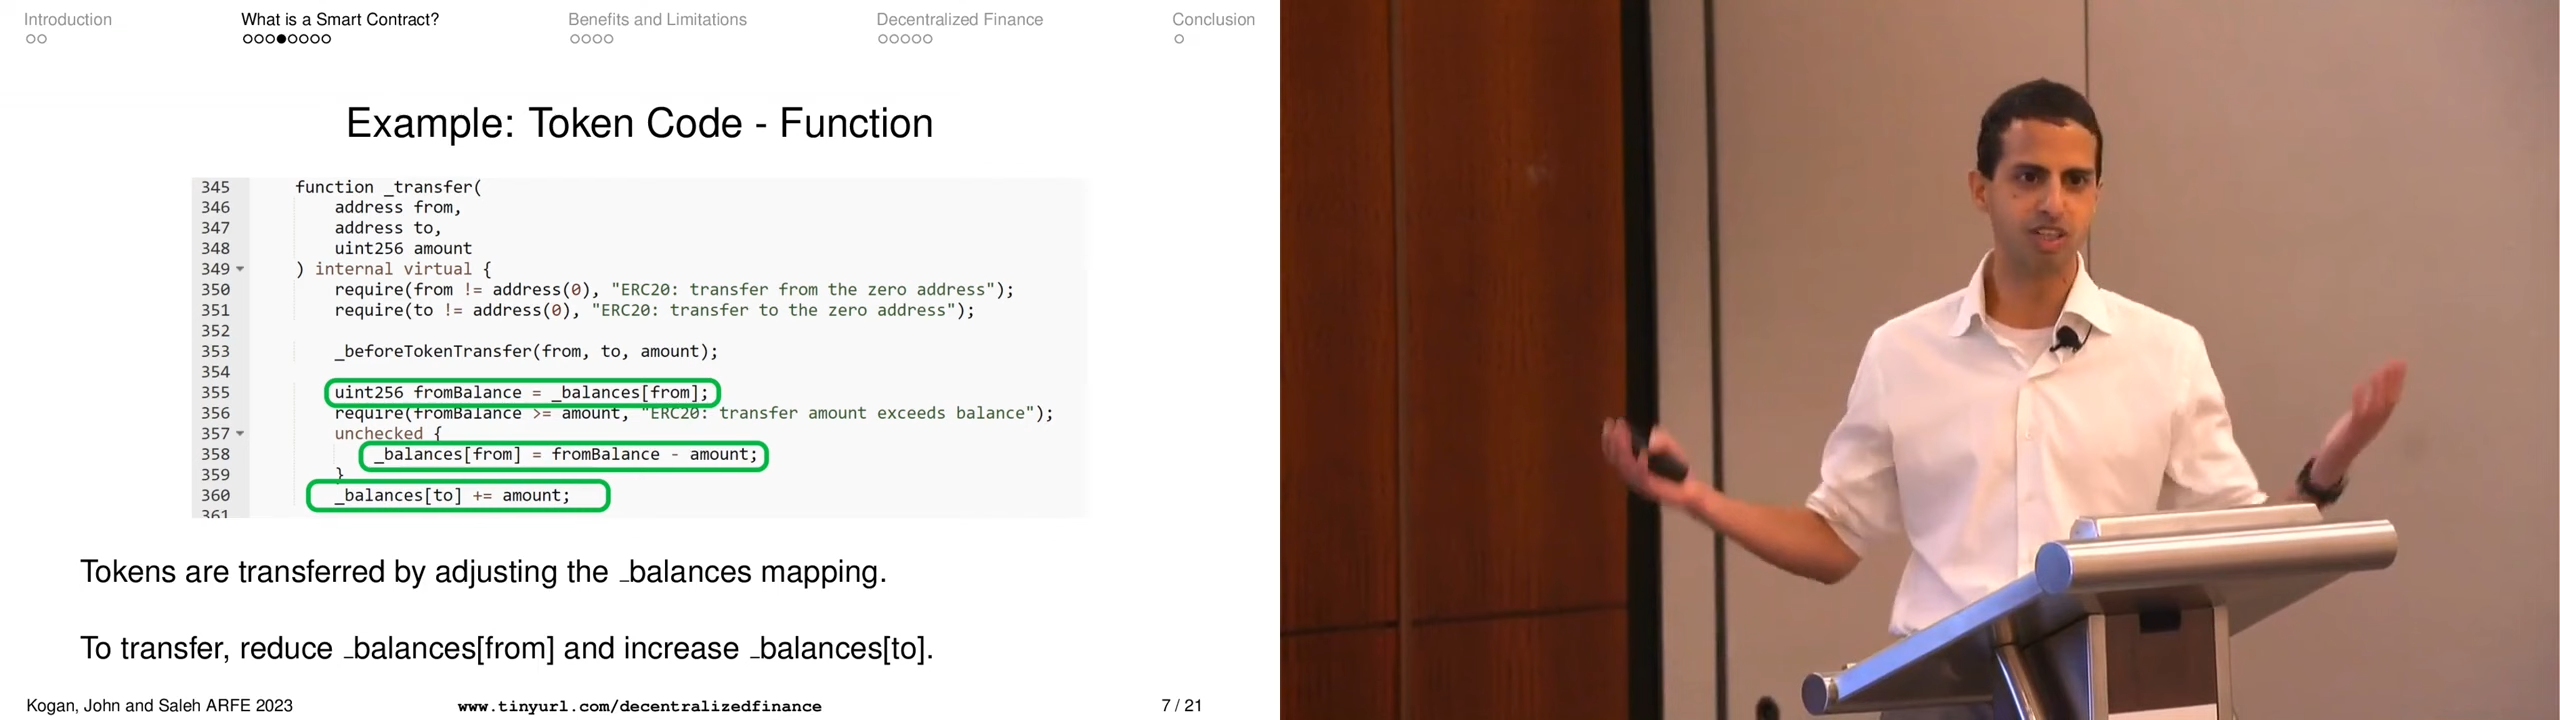 Introduction
What is a Smart Contract?
Benefits and Limitations
Decentralized Finance
Conclusion
Example: Token Code - Function
345 function _transfer(
346 address from,
347 address to,
348 uint256 amount
349 ) internal virtual {
350 require(from != address(0), "ERC20: transfer from the zero address");
351 require(to != address(0), "ERC20: transfer to the zero address");
352
353 _beforeTokenTransfer(from, to, amount);
354
355 uint256 fromBalance = _balances[from];
356 require(fromBalance >= amount, "ERC20: transfer amount exceeds balance");
357 unchecked {
358 _balances[from] = fromBalance - amount;
359 }
360 _balances[to] += amount;
361
Tokens are transferred by adjusting the _balances mapping.
To transfer, reduce _balances[from] and increase _balances[to].
Kogan, John and Saleh ARFE 2023
www.tinyurl.com/decentralizedfinance
7 / 21